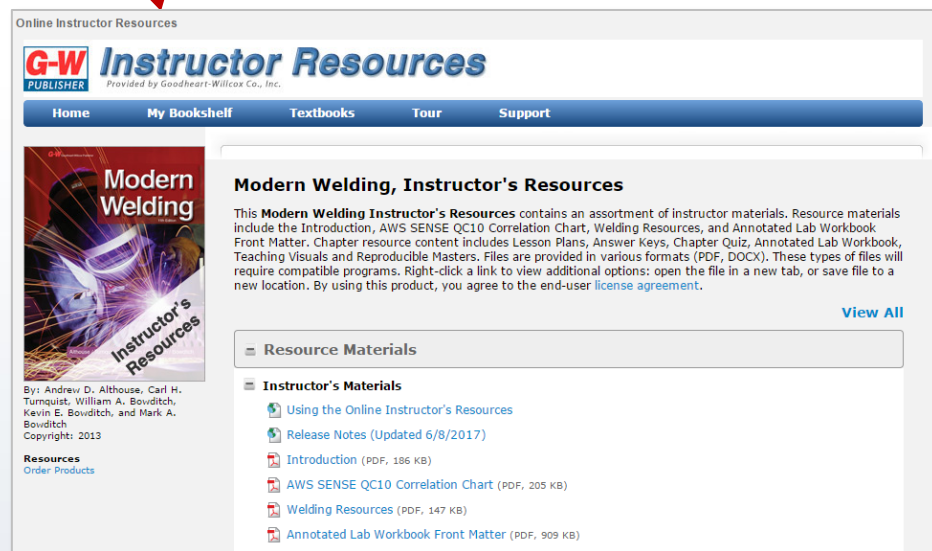 Online Instructor Resources
G-W
PUBLISHER
Instructor Resources
Provided by Goodheart-Willcox Co., Inc.
Home My Bookshelf Textbooks Tour Support
Modern
Welding
Instructor's
Resources
By: Andrew D. Althouse, Carl H.
Turnquist, William A. Bowditch,
Kevin E. Bowditch, and Mark A.
Bowditch
Copyright: 2013
Resources
Order Products
Modern Welding, Instructor's Resources
This Modern Welding Instructor's Resources contains an assortment of instructor materials. Resource materials
include the Introduction, AWS SENSE QC10 Correlation Chart, Welding Resources, and Annotated Lab Workbook
Front Matter. Chapter resource content includes Lesson Plans, Answer Keys, Chapter Quiz, Annotated Lab Workbook,
Teaching Visuals and Reproducible Masters. Files are provided in various formats (PDF, DOCX). These types of files will
require compatible programs. Right-click a link to view additional options: open the file in a new tab, or save file to a
new location. By using this product, you agree to the end-user license agreement.
View All
Resource Materials
Instructor's Materials
Using the Online Instructor's Resources
Release Notes (Updated 6/8/2017)
Introduction (PDF, 186 KB)
AWS SENSE QC10 Correlation Chart (PDF, 205 KB)
Welding Resources (PDF, 147 KB)
Annotated Lab Workbook Front Matter (PDF, 909 KB)